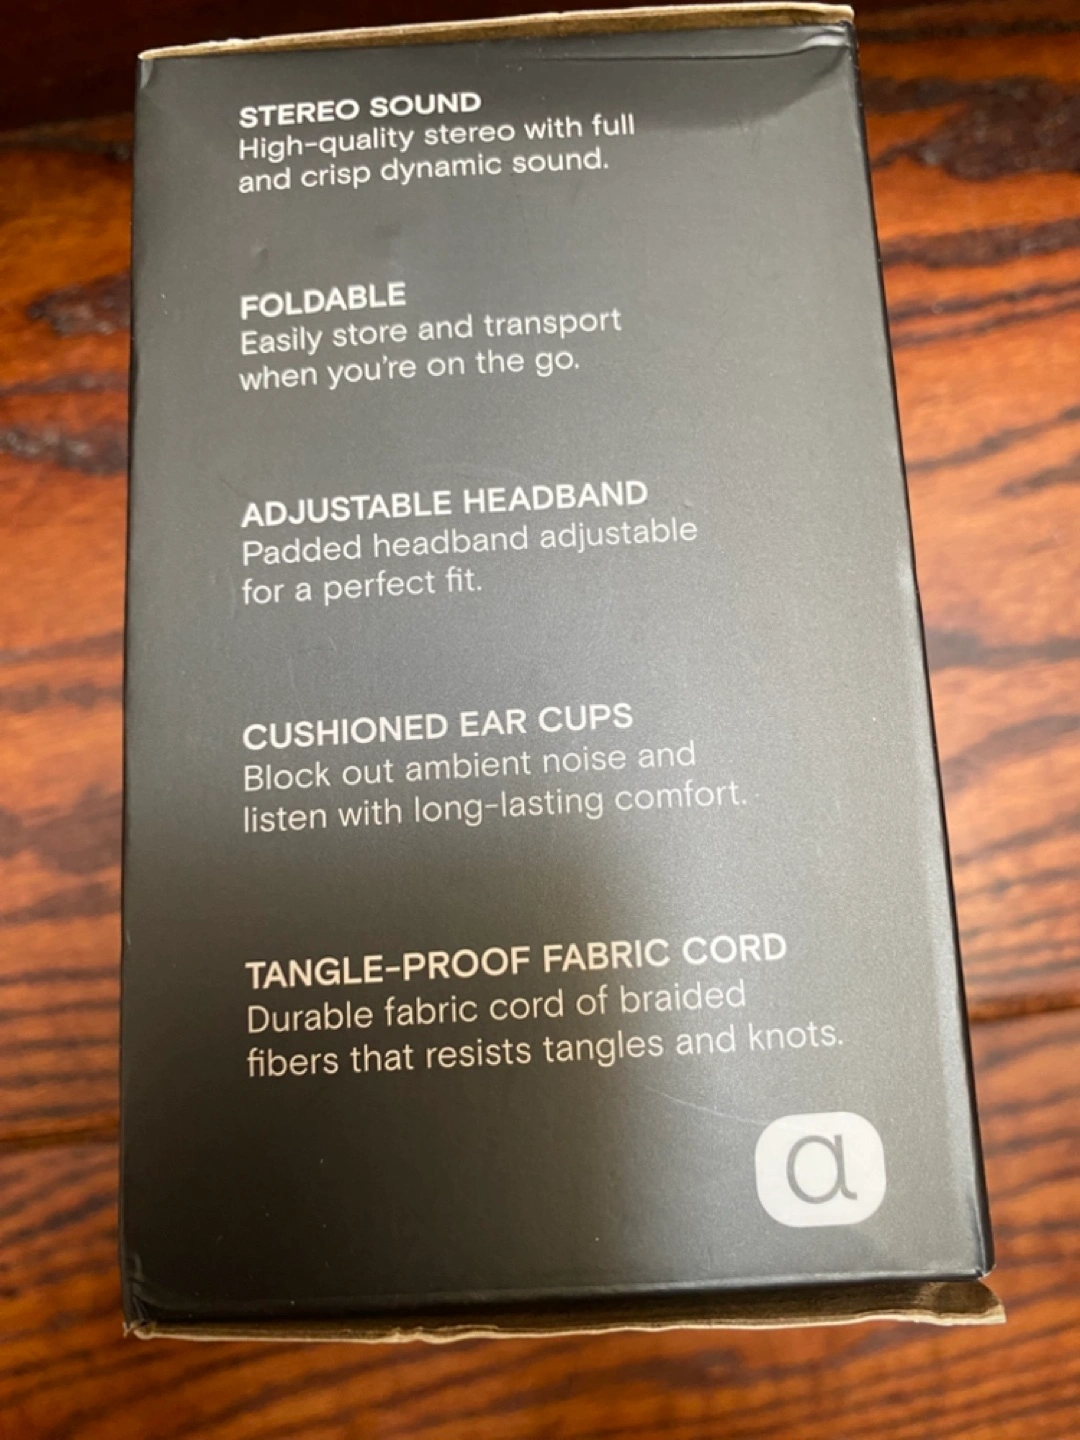 STEREO SOUND
High-quality stereo with full
and crisp dynamic sound.
FOLDABLE
Easily store and transport
when you're on the go.
ADJUSTABLE HEADBAND
Padded headband adjustable
for a perfect fit.
CUSHIONED EAR CUPS
Block out ambient noise and
listen with long-lasting comfort.
TANGLE-PROOF FABRIC CORD
Durable fabric cord of braided
fibers that resists tangles and knots.
a